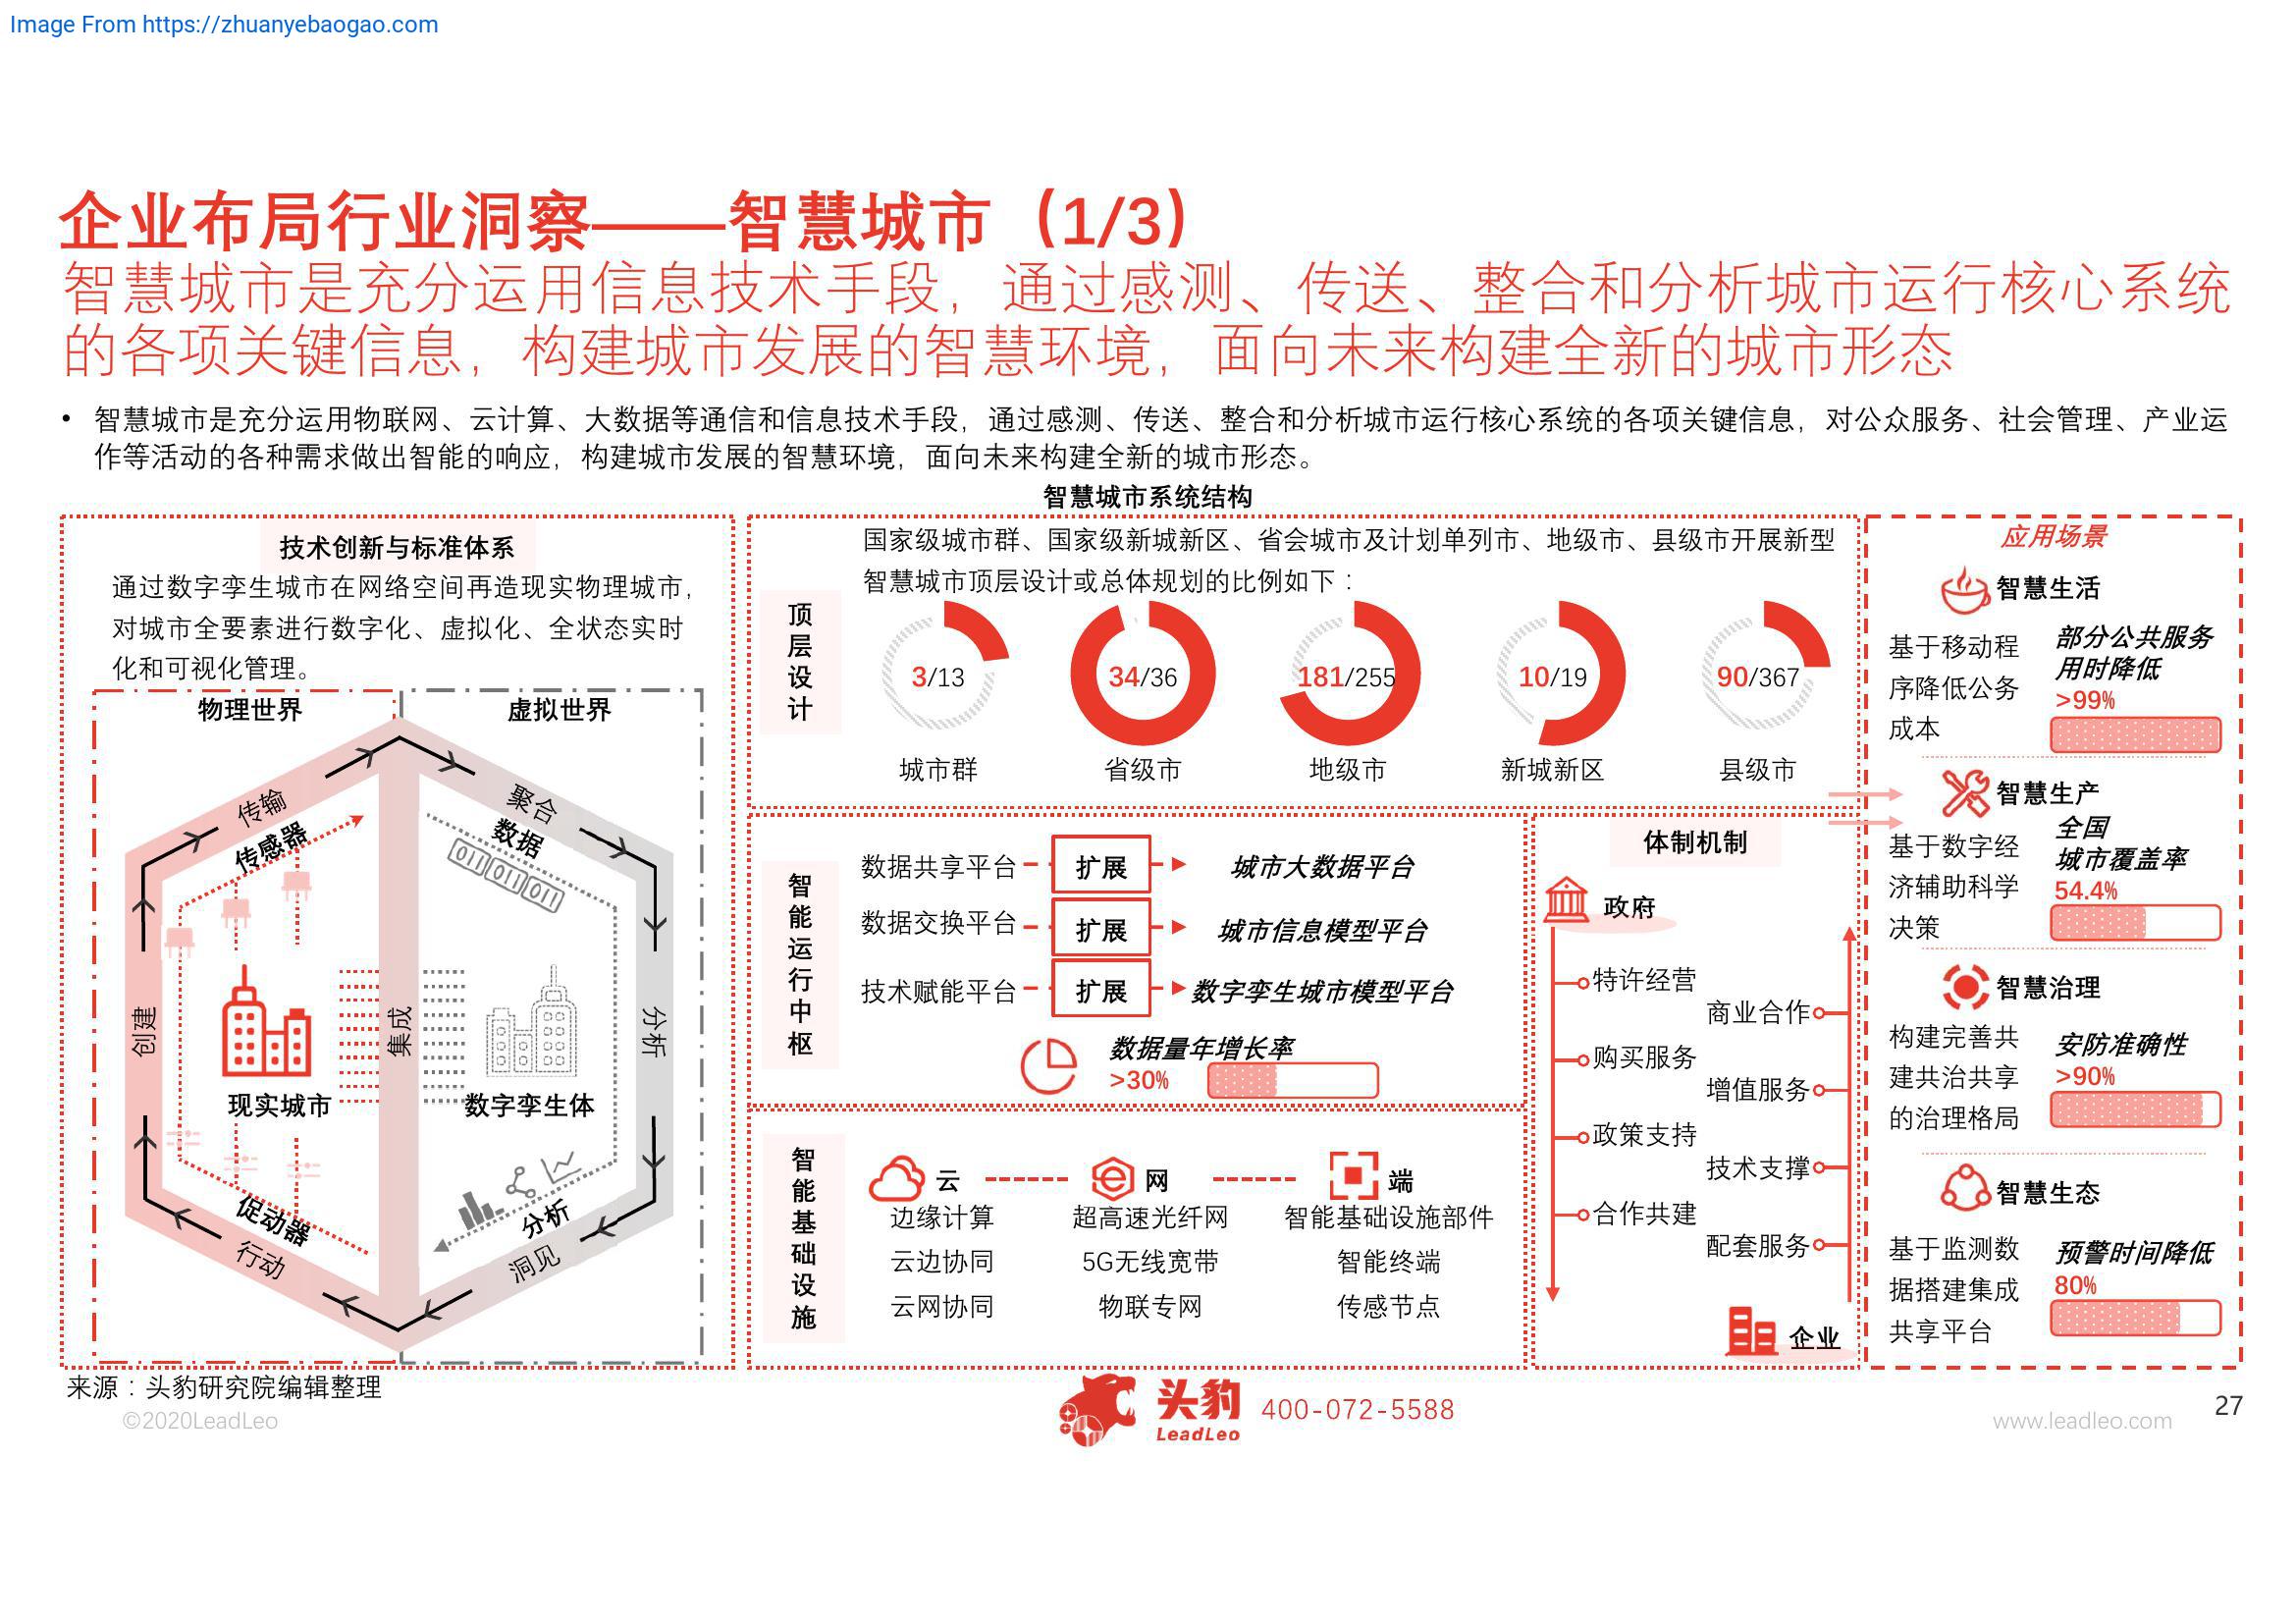 Image From https://zhuanyebaogao.com
企业布局行业洞察——智慧城市（1/3）
智慧城市是充分运用信息技术手段，通过感测、传送、整合和分析城市运行核心系统
的各项关键信息，构建城市发展的智慧环境，面向未来构建全新的城市形态
• 智慧城市是充分运用物联网、云计算、大数据等通信和信息技术手段，通过感测、传送、整合和分析城市运行核心系统的各项关键信息，对公众服务、社会管理、产业运
作等活动的各种需求做出智能的响应，构建城市发展的智慧环境，面向未来构建全新的城市形态。
智慧城市系统结构
技术创新与标准体系
通过数字孪生城市在网络空间再造现实物理城市，
对城市全要素进行数字化、虚拟化、全状态实时
化和可视化管理。
物理世界
虚拟世界
传输
聚合
传感器
数据
011 011 011
创建
集成
分析
现实城市
数字孪生体
促动器
分析
行动
洞见
顶层设计
国家级城市群、国家级新城新区、省会城市及计划单列市、地级市、县级市开展新型
智慧城市顶层设计或总体规划的比例如下：
3/13
34/36
181/255
10/19
90/367
城市群
省级市
地级市
新城新区
县级市
智能运行中枢
数据共享平台 扩展 城市大数据平台
数据交换平台 扩展 城市信息模型平台
技术赋能平台 扩展 数字孪生城市模型平台
数据量年增长率
>30%
智能基础设施
云 网 端
边缘计算 超高速光纤网 智能基础设施部件
云边协同 5G无线宽带 智能终端
云网协同 物联专网 传感节点
体制机制
政府
特许经营
商业合作
购买服务
增值服务
政策支持
技术支撑
合作共建
配套服务
企业
应用场景
智慧生活
基于移动程
序降低公务
成本
部分公共服务
用时降低
>99%
智慧生产
基于数字经
济辅助科学
决策
全国
城市覆盖率
54.4%
智慧治理
构建完善共
建共治共享
的治理格局
安防准确性
>90%
智慧生态
基于监测数
据搭建集成
共享平台
预警时间降低
80%
来源：头豹研究院编辑整理
©2020LeadLeo
头豹
LeadLeo
400-072-5588
www.leadleo.com
27